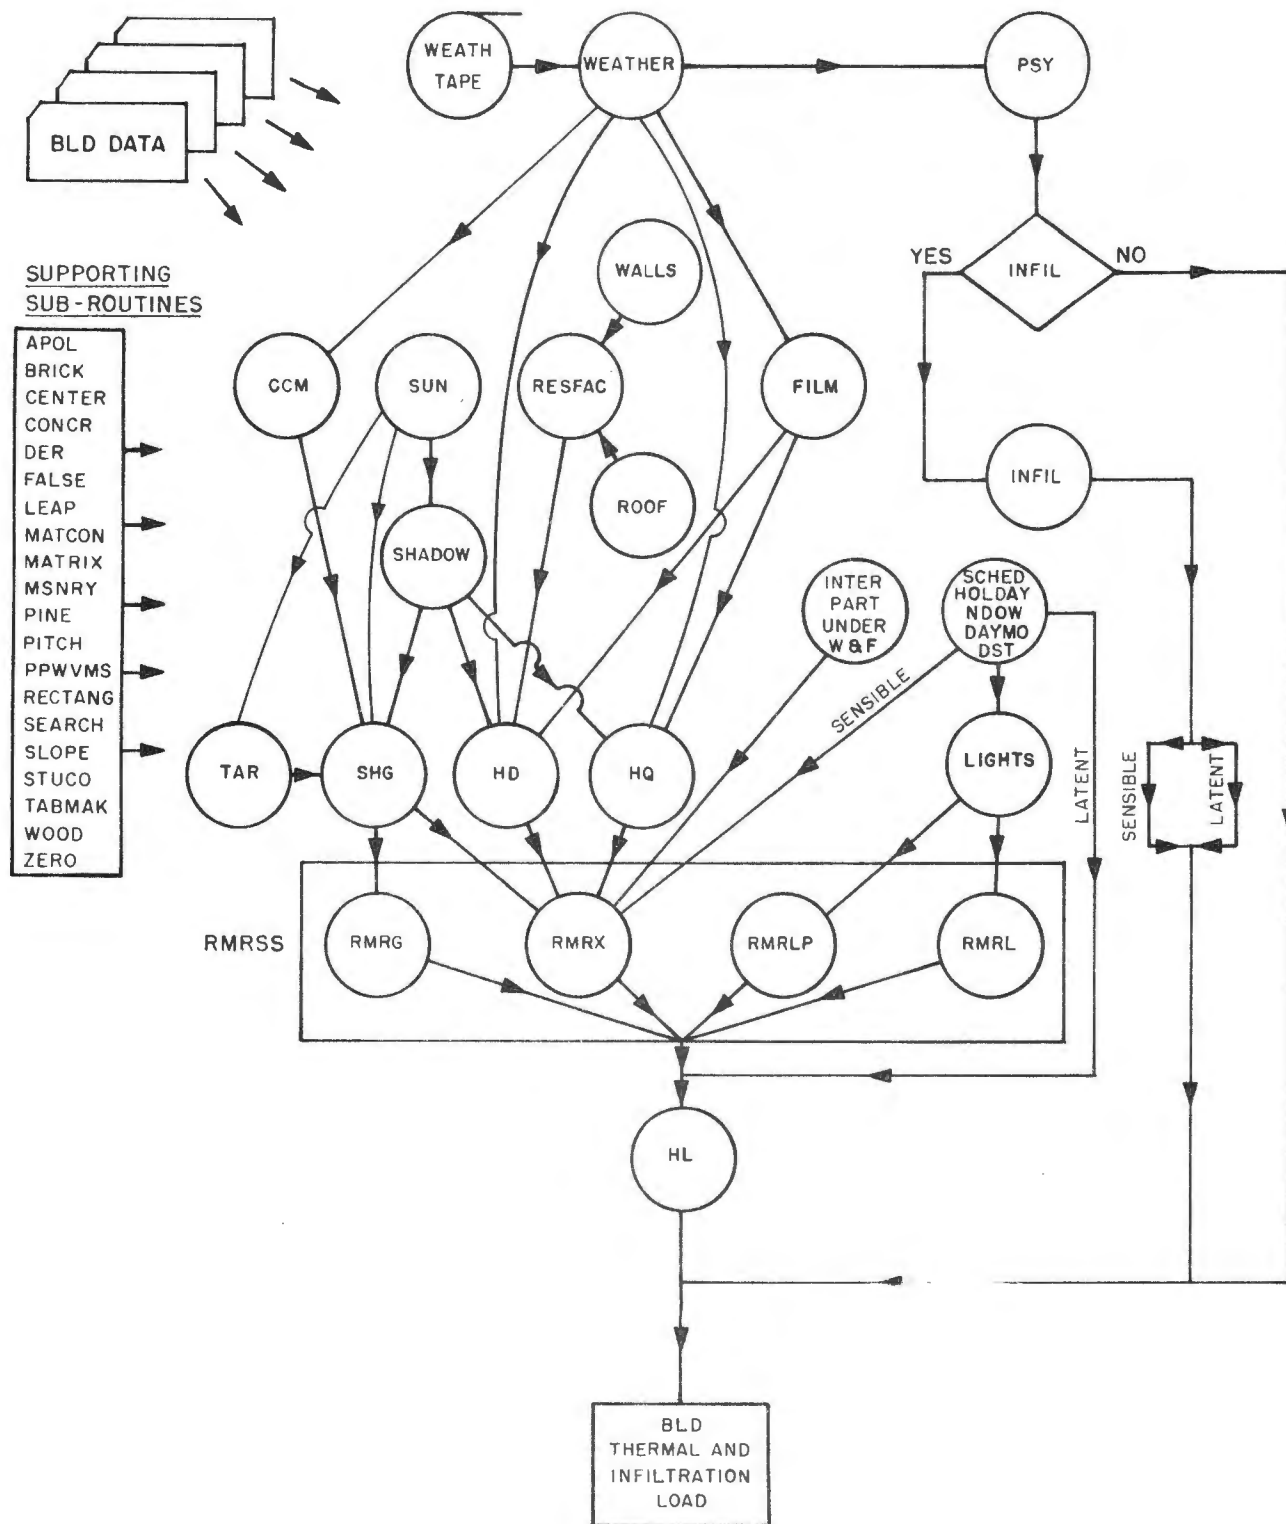 WEATH
TAPE
WEATHER
PSY
BLD DATA
YES
INFIL
NO
SUPPORTING
SUB-ROUTINES
WALLS
APOL
BRICK
CENTER
CONCR
DER
FALSE
LEAP
MATCON
MATRIX
MSNRY
PINE
PITCH
PPWVMS
RECTANG
SEARCH
SLOPE
STUCO
TABMAK
WOOD
ZERO
CCM
SUN
RESFAC
FILM
ROOF
INFIL
SHADOW
INTER
PART
UNDER
W&F
SCHED
HOLDAY
NDOW
DAYMO
DST
SENSIBLE
LATENT
SENSIBLE
LATENT
TAR
SHG
HD
HQ
LIGHTS
RMRSS
RMRG
RMRX
RMRLP
RMRL
HL
BLD
THERMAL AND
INFILTRATION
LOAD